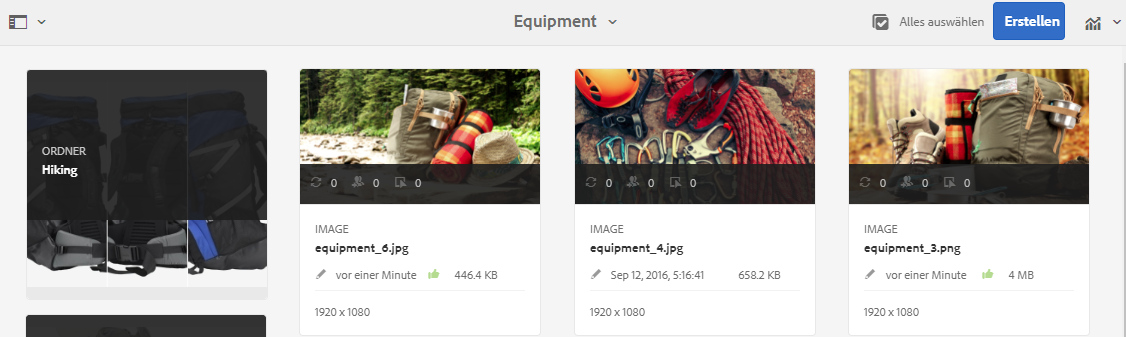 Equipment
Alles auswählen
Erstellen
ORDNER
Hiking
0 0 0
IMAGE
equipment_6.jpg
vor einer Minute 446.4 KB
1920 x 1080
0 0 0
IMAGE
equipment_4.jpg
Sep 12, 2016, 5:16:41 658.2 KB
1920 x 1080
0 0 0
IMAGE
equipment_3.png
vor einer Minute 4 MB
1920 x 1080